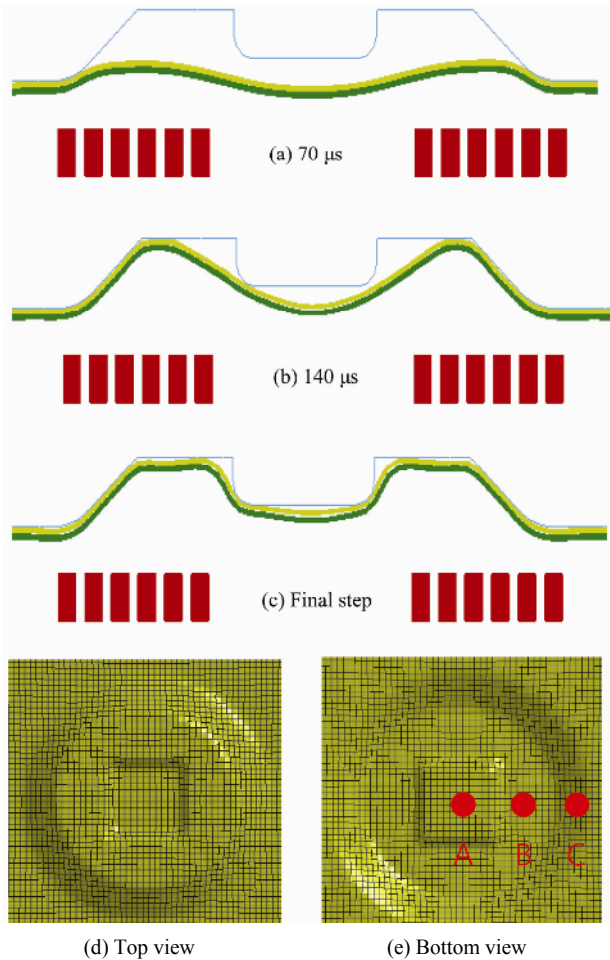 (a) 70 μs
(b) 140 μs
(c) Final step
A B C
(d) Top view
(e) Bottom view